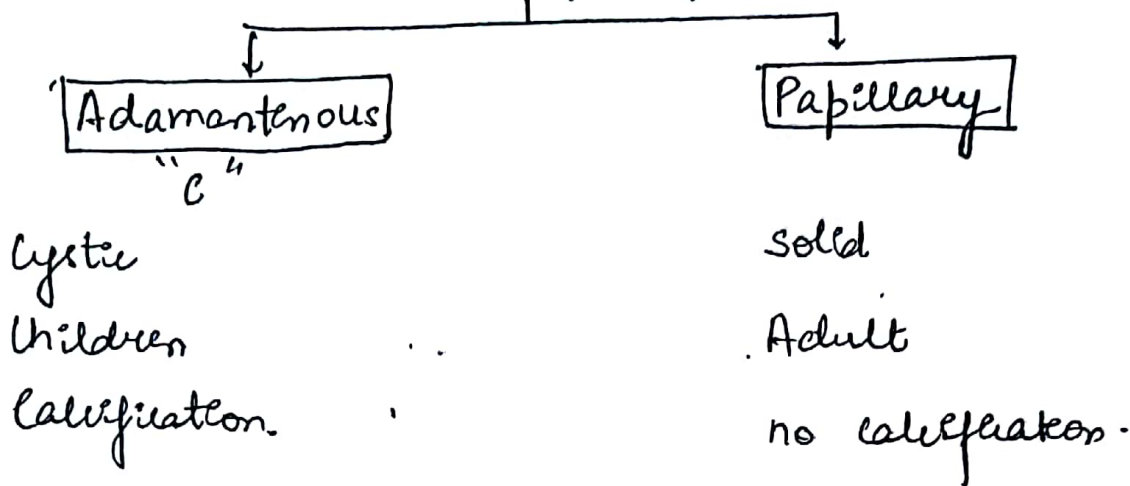 Adamantenous
Papillary
"C"
Cystic
solid
Children
Adult
Calcification.
no calcification.